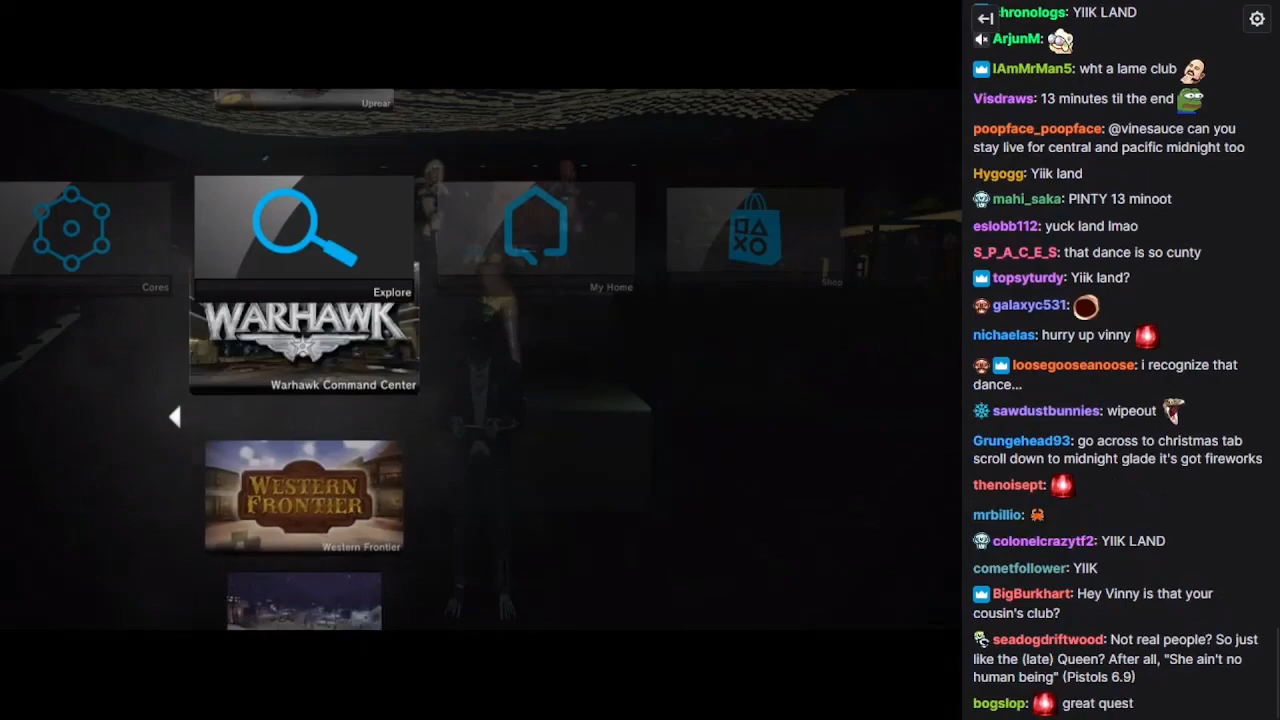 Uproar
Cores
Explore
My Home
Shop
WARHAWK
Warhawk Command Center
WESTERN
FRONTIER
Western Frontier
hronologs: YIIK LAND
ArjunM:
IAmMrMan5: wht a lame club
Visdraws: 13 minutes til the end
poopface_poopface: @vinesauce can you
stay live for central and pacific midnight too
Hygogg: Yiik land
mahi_saka: PINTY 13 minoot
eslobb112: yuck land lmao
S_P_A_C_E_S: that dance is so cunty
topsyturdy: Yiik land?
galaxyc531:
nichaelas: hurry up vinny
loosegooseanoose: i recognize that
dance...
sawdustbunnies: wipeout
Grungehead93: go across to christmas tab
scroll down to midnight glade it's got fireworks
thenoisept:
mrbillio:
colonelcrazytf2: YIIK LAND
cometfollower: YIIK
BigBurkhart: Hey Vinny is that your
cousin's club?
seadogdriftwood: Not real people? So just
like the (late) Queen? After all, "She ain't no
human being" (Pistols 6.9)
bogslop: great quest